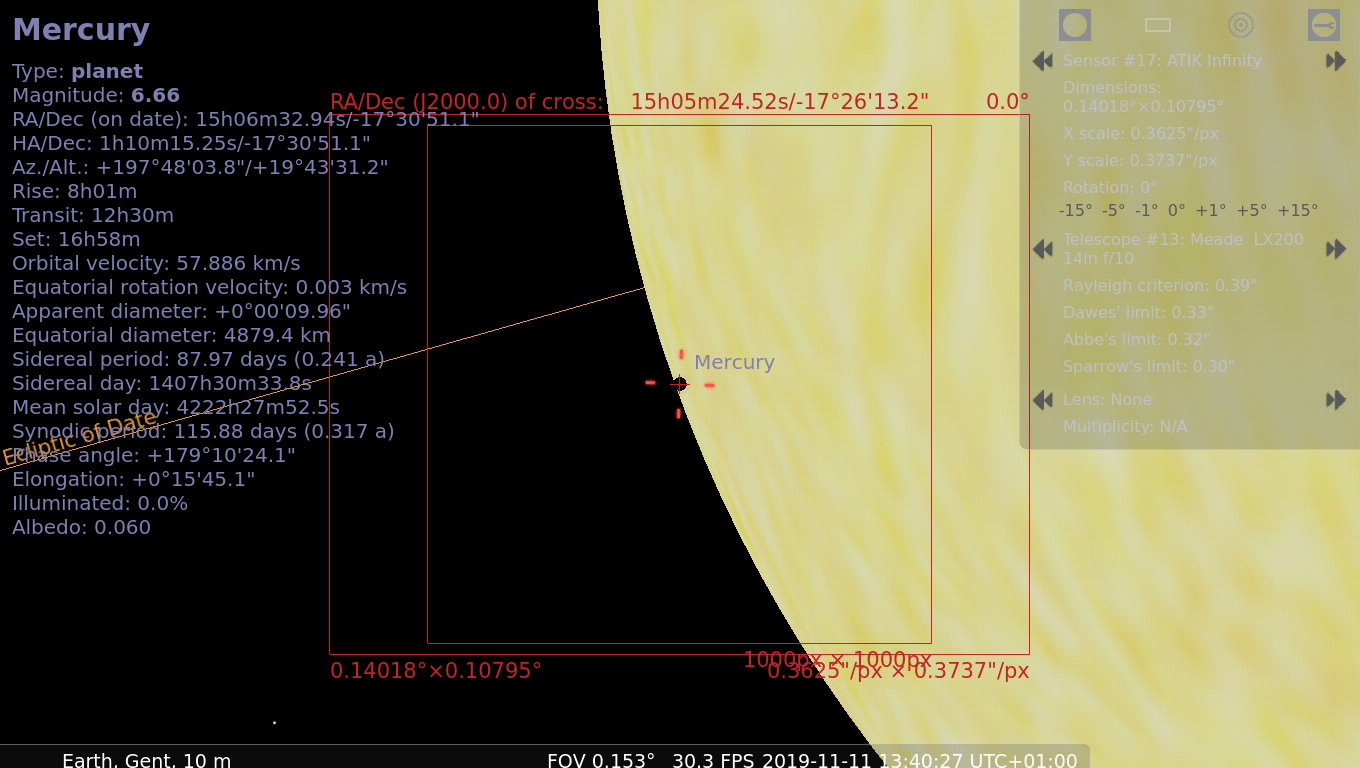 Mercury
Type: planet
Magnitude: 6.66
RA/Dec (on date): 15h06m32.94s/-17°30'51.1"
HA/Dec: 1h10m15.25s/-17°30'51.1"
Az./Alt.: +197°48'03.8"/+19°43'31.2"
Rise: 8h01m
Transit: 12h30m
Set: 16h58m
Orbital velocity: 57.886 km/s
Equatorial rotation velocity: 0.003 km/s
Apparent diameter: +0°00'09.96"
Equatorial diameter: 4879.4 km
Sidereal period: 87.97 days (0.241 a)
Sidereal day: 1407h30m33.8s
Mean solar day: 4222h27m52.5s
Synodic period: 115.88 days (0.317 a)
Phase angle: +179°10'24.1"
Elongation: +0°15'45.1"
Illuminated: 0.0%
Albedo: 0.060
Ecliptic of Date
RA/Dec (J2000.0) of cross: 15h05m24.52s/-17°26'13.2" 0.0°
Mercury
1000px × 1000px
0.14018°×0.10795° 0.3625"/px × 0.3737"/px
Sensor #17: ATIK Infinity
Dimensions:
0.14018°×0.10795°
X scale: 0.3625"/px
Y scale: 0.3737"/px
Rotation: 0°
-15° -5° -1° 0° +1° +5° +15°
Telescope #13: Meade LX200
14in f/10
Rayleigh criterion: 0.39"
Dawes' limit: 0.33"
Abbe's limit: 0.32"
Sparrow's limit: 0.30"
Lens: None
Multiplicity: N/A
Earth, Gent, 10 m FOV 0.153° 30.3 FPS 2019-11-11 13:40:27 UTC+01:00